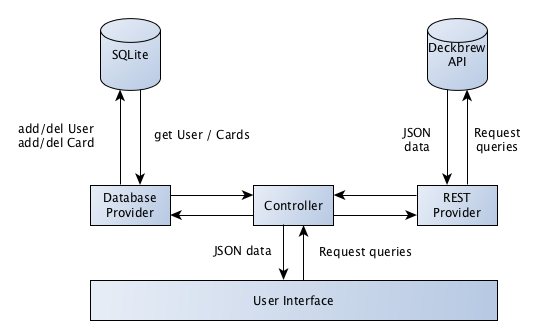 SQLite
Deckbrew
API
add/del User
add/del Card
get User / Cards
JSON
data
Request
queries
Database
Provider
Controller
REST
Provider
JSON data
Request queries
User Interface